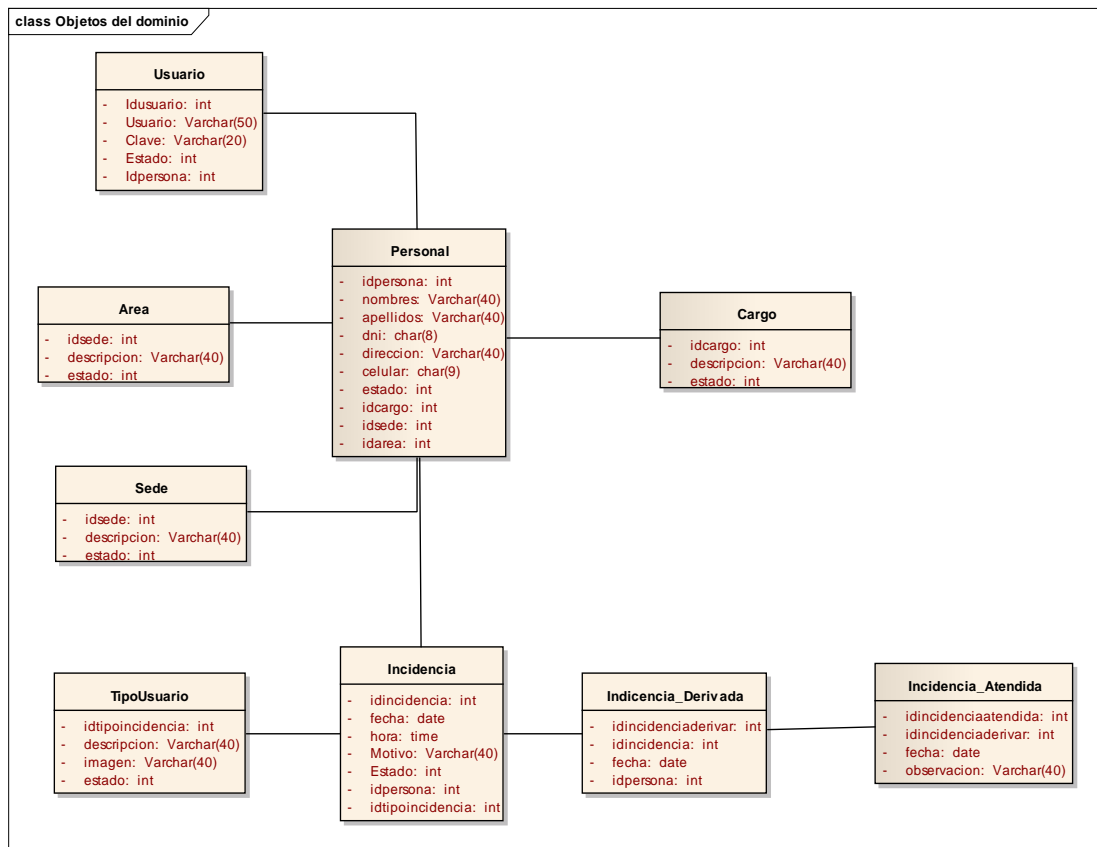 class Objetos del dominio
Usuario
- Idusuario: int
- Usuario: Varchar(50)
- Clave: Varchar(20)
- Estado: int
- Idpersona: int
Personal
- idpersona: int
- nombres: Varchar(40)
- apellidos: Varchar(40)
- dni: char(8)
- direccion: Varchar(40)
- celular: char(9)
- estado: int
- idcargo: int
- idsede: int
- idarea: int
Area
- idsede: int
- descripcion: Varchar(40)
- estado: int
Cargo
- idcargo: int
- descripcion: Varchar(40)
- estado: int
Sede
- idsede: int
- descripcion: Varchar(40)
- estado: int
TipoUsuario
- idtipoincidencia: int
- descripcion: Varchar(40)
- imagen: Varchar(40)
- estado: int
Incidencia
- idincidencia: int
- fecha: date
- hora: time
- Motivo: Varchar(40)
- Estado: int
- idpersona: int
- idtipoincidencia: int
Indicencia_Derivada
- idincidenciaderivar: int
- idincidencia: int
- fecha: date
- idpersona: int
Incidencia_Atendida
- idincidenciaatendida: int
- idincidenciaderivar: int
- fecha: date
- observacion: Varchar(40)